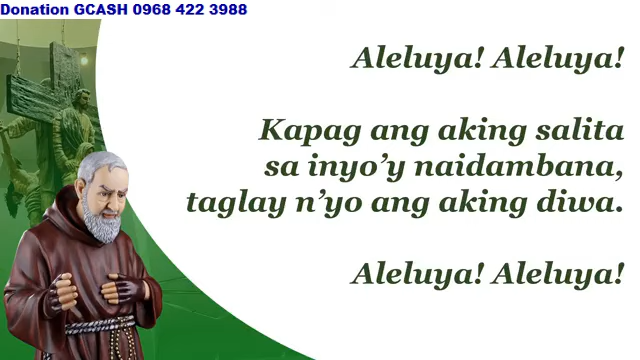 Donation GCASH 0968 422 3988
Aleluya! Aleluya!
Kapag ang aking salita
sa inyo’y naidambana,
taglay n’yo ang aking diwa.
Aleluya! Aleluya!